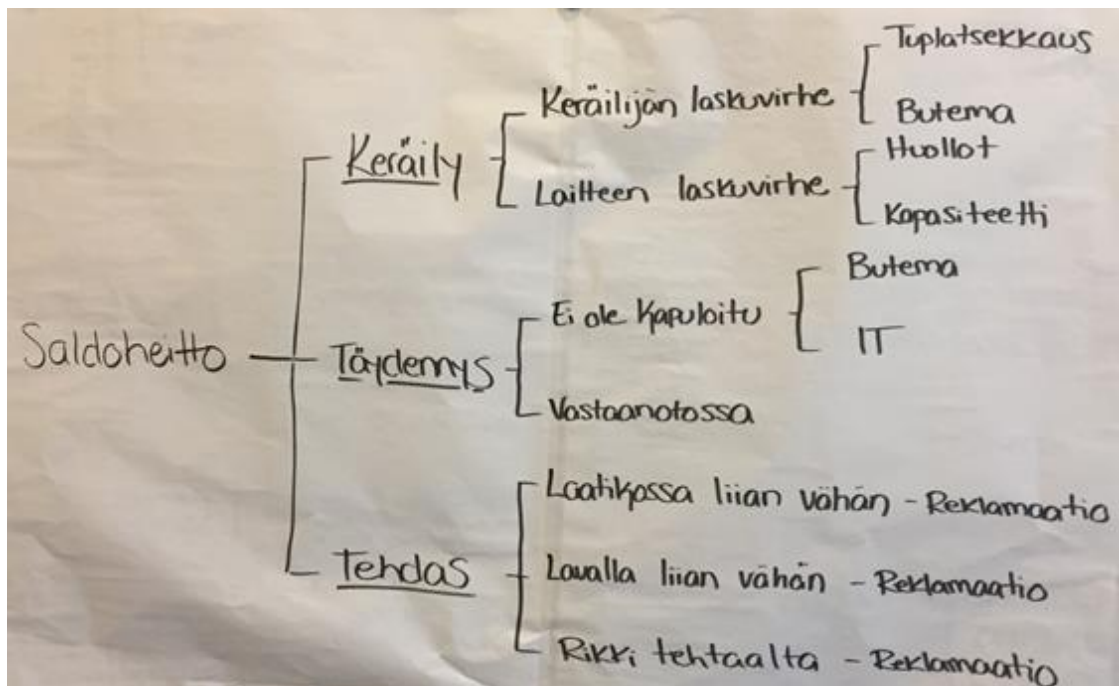 Tuplatsekkaus
Keräilijän laskuvirhe
Butema
Keräily
Huollot
Laitteen laskuvirhe
Kapasiteetti
Butema
Ei ole kapuloitu
IT
Saldoheitto
Täydennys
Vastaanotossa
Laatikossa liian vähän - Reklamaatio
Tehdas
Lavalla liian vähän - Reklamaatio
Rikki tehtaalta - Reklamaatio